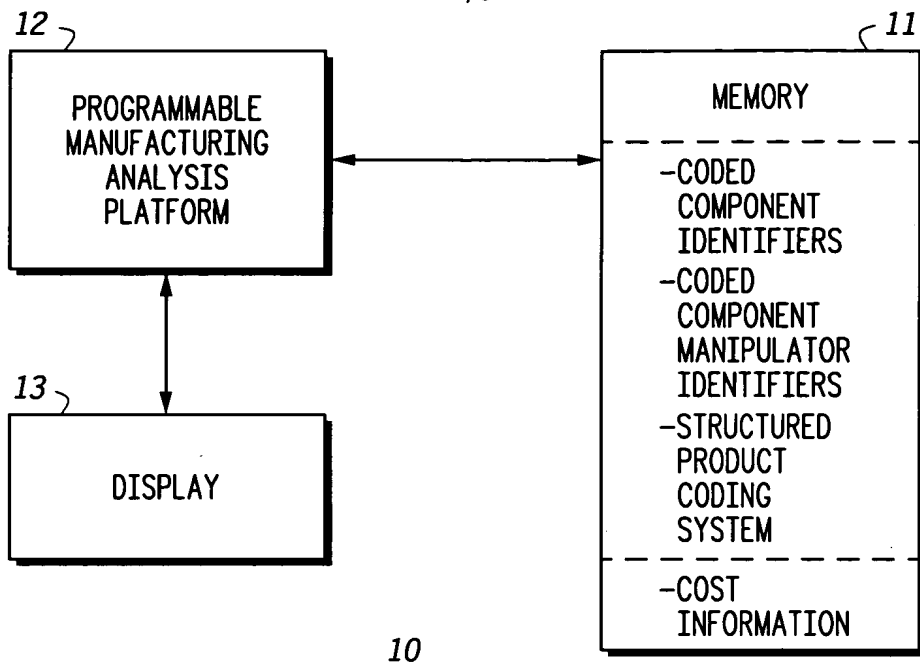 12
PROGRAMMABLE
MANUFACTURING
ANALYSIS
PLATFORM
11
MEMORY
-CODED
COMPONENT
IDENTIFIERS
-CODED
COMPONENT
MANIPULATOR
IDENTIFIERS
-STRUCTURED
PRODUCT
CODING
SYSTEM
-COST
INFORMATION
13
DISPLAY
10